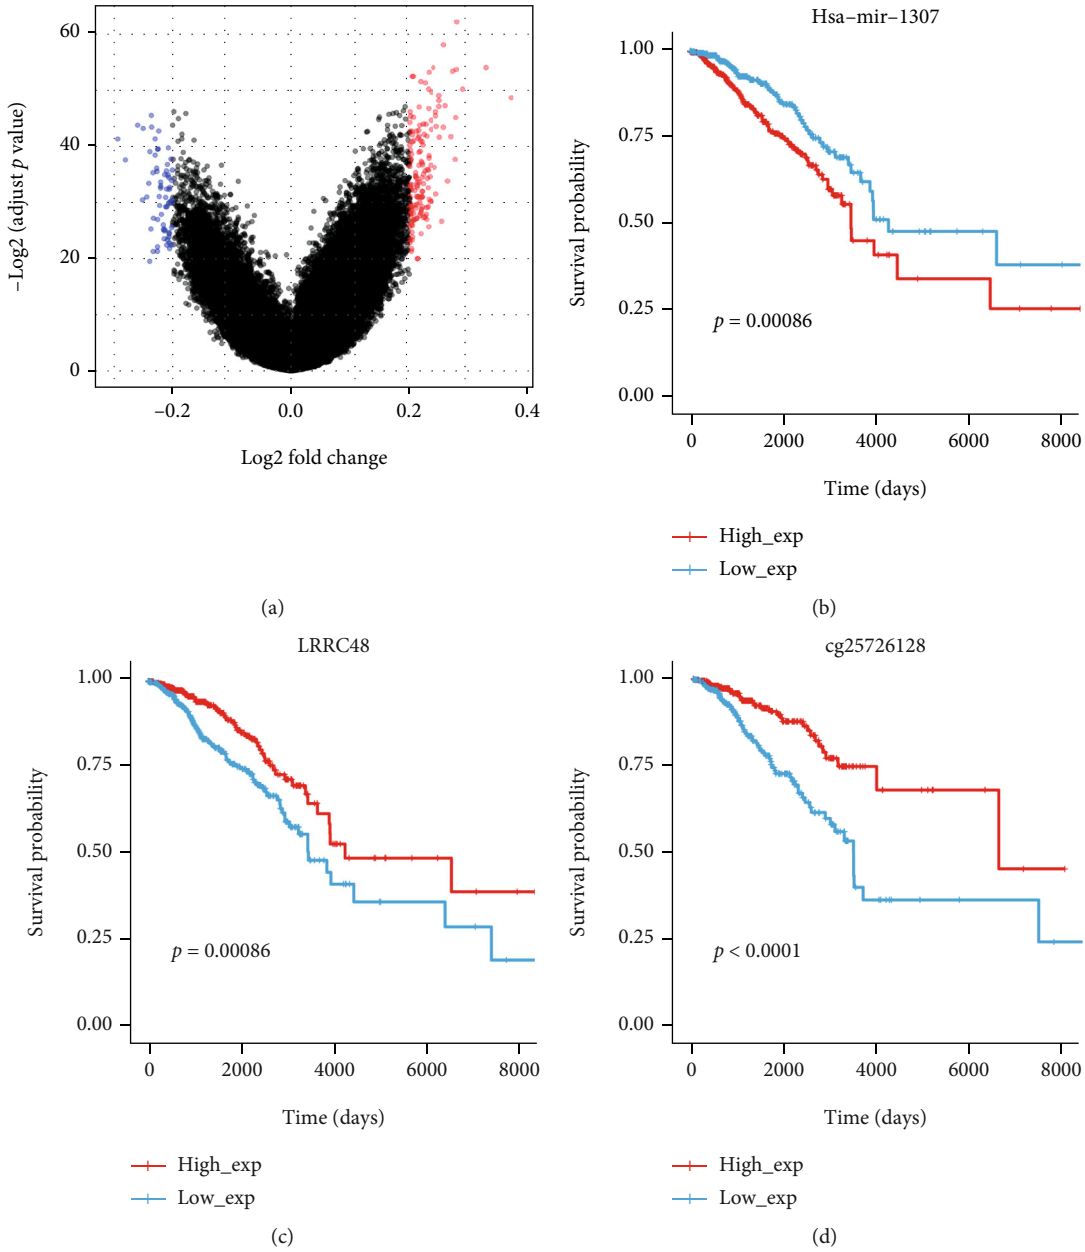 60
40
20
0
−Log2 (adjust p value)
−0.2
0.0
0.2
0.4
Log2 fold change
(a)
Hsa−mir−1307
1.00
0.75
0.50
0.25
0.00
Survival probability
p = 0.00086
0
2000
4000
6000
8000
Time (days)
High_exp
Low_exp
(b)
LRRC48
1.00
0.75
0.50
0.25
0.00
Survival probability
p = 0.00086
0
2000
4000
6000
8000
Time (days)
High_exp
Low_exp
(c)
cg25726128
1.00
0.75
0.50
0.25
0.00
Survival probability
p < 0.0001
0
2000
4000
6000
8000
Time (days)
High_exp
Low_exp
(d)